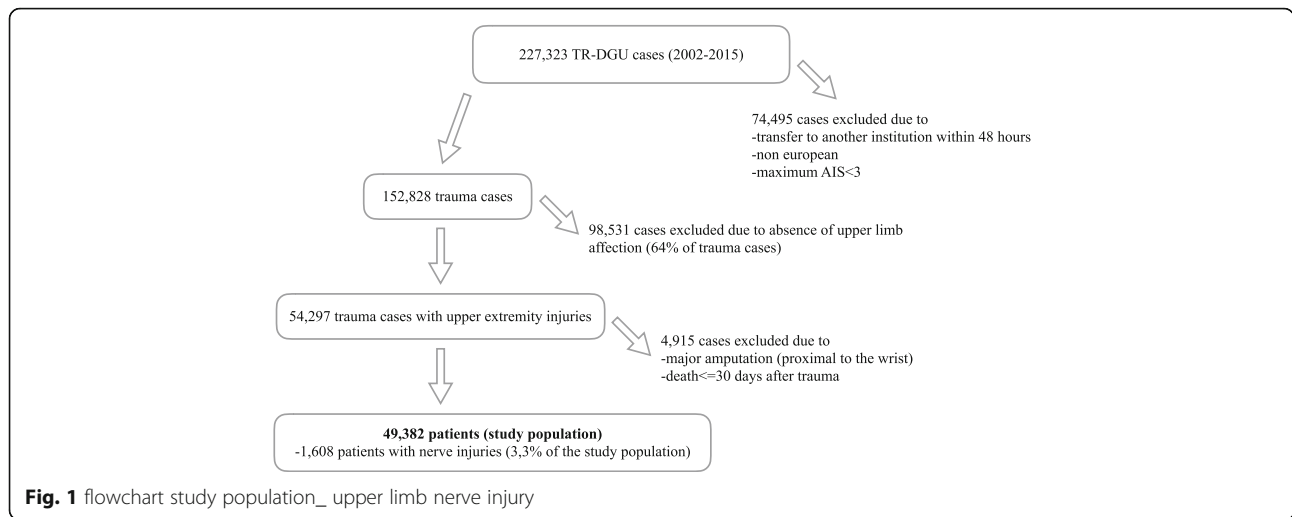 227,323 TR-DGU cases (2002-2015)
74,495 cases excluded due to
-transfer to another institution within 48 hours
-non european
-maximum AIS<3
152,828 trauma cases
98,531 cases excluded due to absence of upper limb
affection (64% of trauma cases)
54,297 trauma cases with upper extremity injuries
4,915 cases excluded due to
-major amputation (proximal to the wrist)
-death<=30 days after trauma
49,382 patients (study population)
-1,608 patients with nerve injuries (3,3% of the study population)
Fig. 1 flowchart study population_ upper limb nerve injury